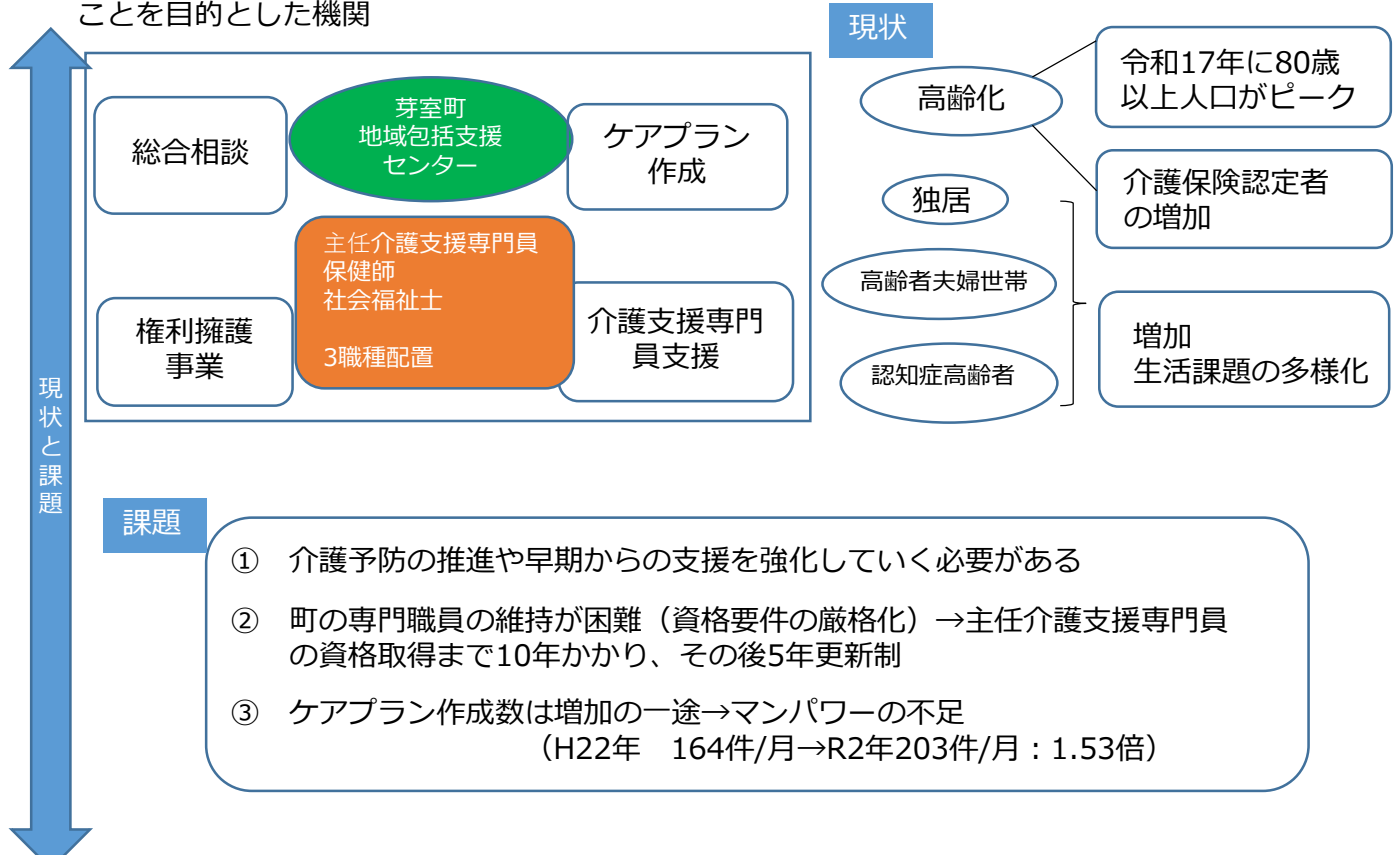 ことを目的とした機関
現状と課題
総合相談
芽室町
地域包括支援
センター
ケアプラン
作成
主任介護支援専門員
保健師
社会福祉士
3職種配置
権利擁護
事業
介護支援専門
員支援
現状
高齢化
令和17年に80歳
以上人口がピーク
介護保険認定者
の増加
独居
高齢者夫婦世帯
認知症高齢者
増加
生活課題の多様化
課題
① 介護予防の推進や早期からの支援を強化していく必要がある
② 町の専門職員の維持が困難（資格要件の厳格化）→主任介護支援専門員
の資格取得まで10年かかり、その後5年更新制
③ ケアプラン作成数は増加の一途→マンパワーの不足
（H22年　164件/月→R2年203件/月：1.53倍）